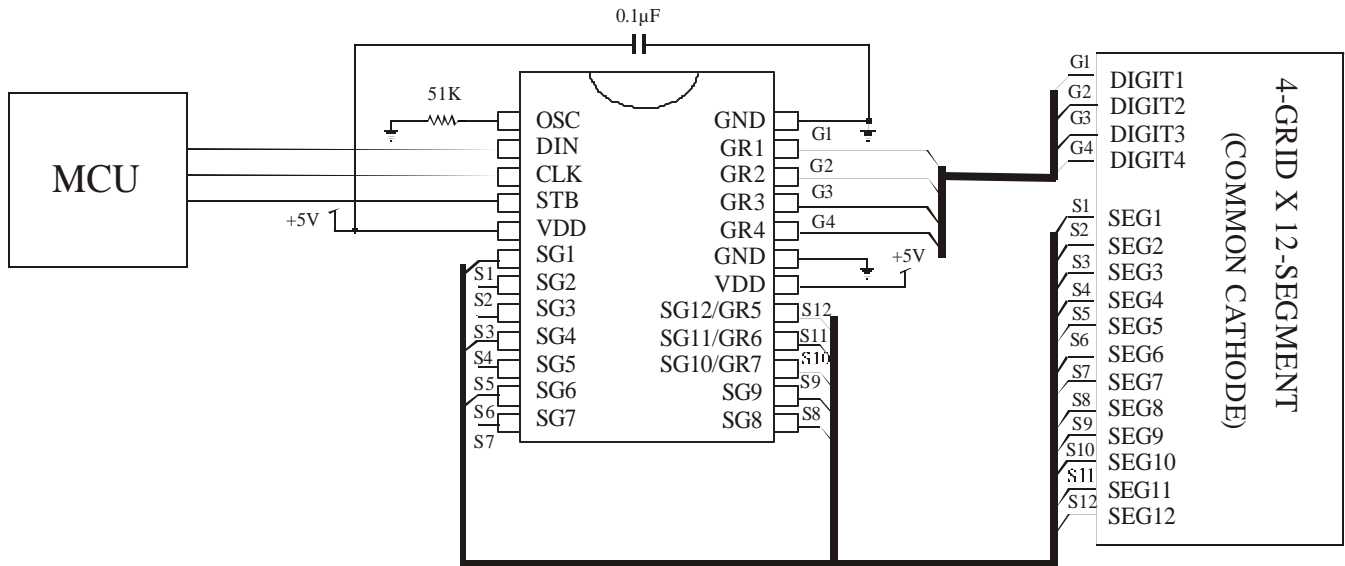 0.1µF
MCU
51K
+5V
OSC
DIN
CLK
STB
VDD
SG1
SG2
SG3
SG4
SG5
SG6
SG7
S1
S2
S3
S4
S5
S6
S7
GND
GR1
GR2
GR3
GR4
GND
VDD
SG12/GR5
SG11/GR6
SG10/GR7
SG9
SG8
G1
G2
G3
G4
+5V
S12
S11
S10
S9
S8
G1
G2
G3
G4
S1
S2
S3
S4
S5
S6
S7
S8
S9
S10
S11
S12
DIGIT1
DIGIT2
DIGIT3
DIGIT4
SEG1
SEG2
SEG3
SEG4
SEG5
SEG6
SEG7
SEG8
SEG9
SEG10
SEG11
SEG12
4-GRID X 12-SEGMENT
(COMMON CATHODE)